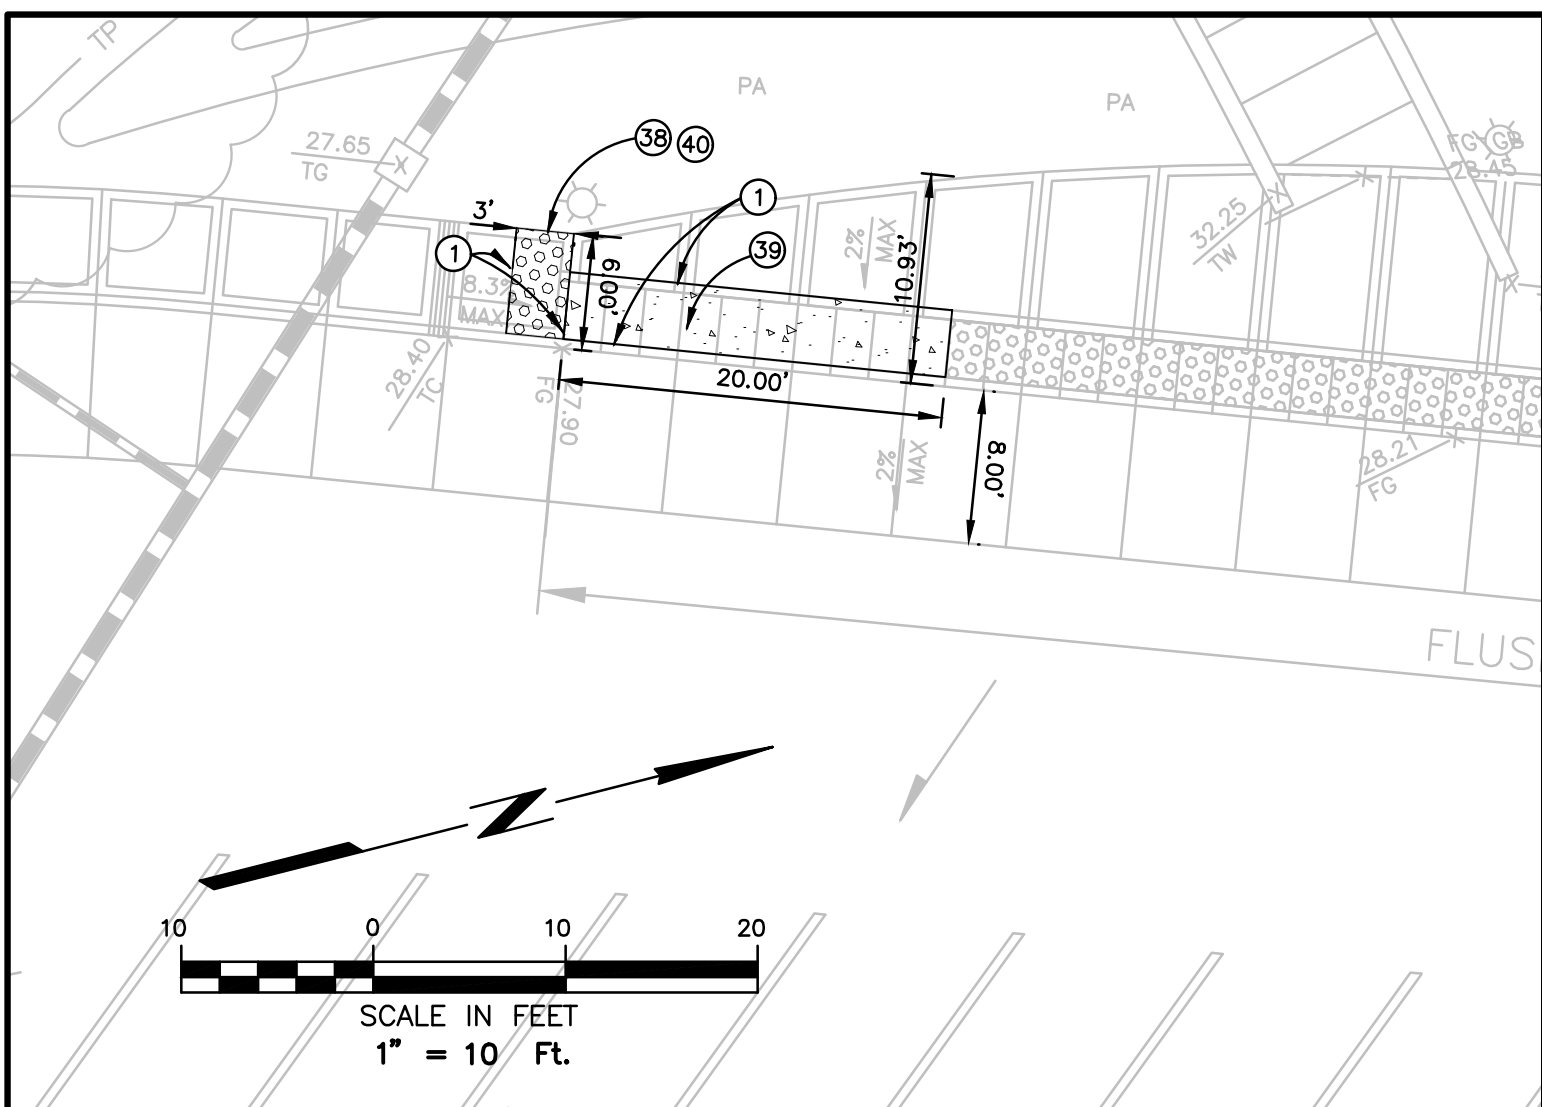 TP
PA
PA
27.65
TG
38 40
FG GB
28.45
3'
1
1
39
2%
MAX
32.25
TW
10.93'
6.00'
8.3%
MAX
28.40
TC
20.00'
FG
27.90
2%
MAX
8.00'
28.21
FG
FLUS
N
10 0 10 20
SCALE IN FEET
1" = 10 Ft.